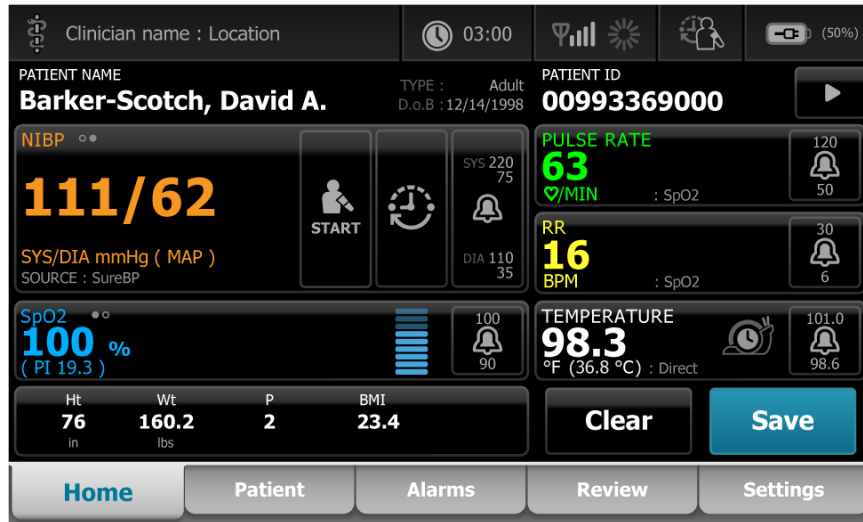 Clinician name : Location
03:00
(50%)
PATIENT NAME
Barker-Scotch, David A.
TYPE : Adult
D.o.B : 12/14/1998
PATIENT ID
00993369000
NIBP
111/62
SYS/DIA mmHg ( MAP )
SOURCE : SureBP
START
SYS 220
75
DIA 110
35
PULSE RATE
63
/MIN : SpO2
120
50
RR
16
BPM : SpO2
30
6
SpO2
100 %
( PI 19.3 )
100
90
TEMPERATURE
98.3
°F (36.8 °C) : Direct
101.0
98.6
Ht Wt P BMI
76 160.2 2 23.4
in lbs
Clear
Save
Home
Patient
Alarms
Review
Settings